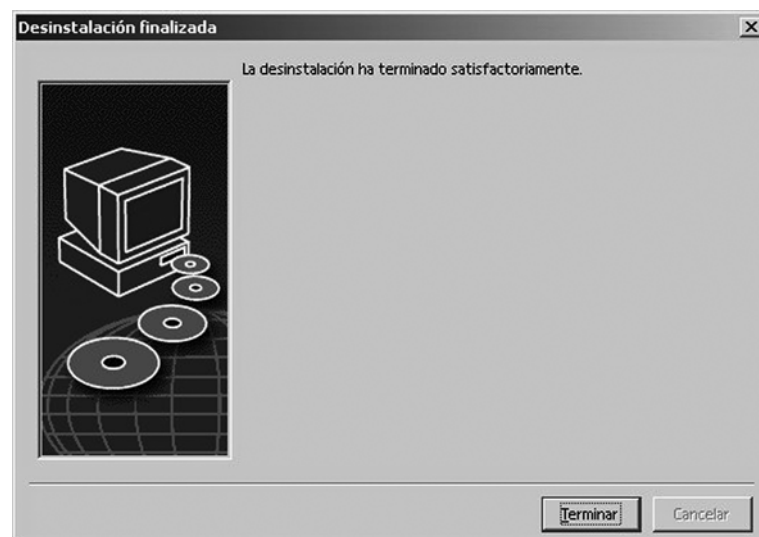 Desinstalación finalizada
La desinstalación ha terminado satisfactoriamente.
Terminar
Cancelar